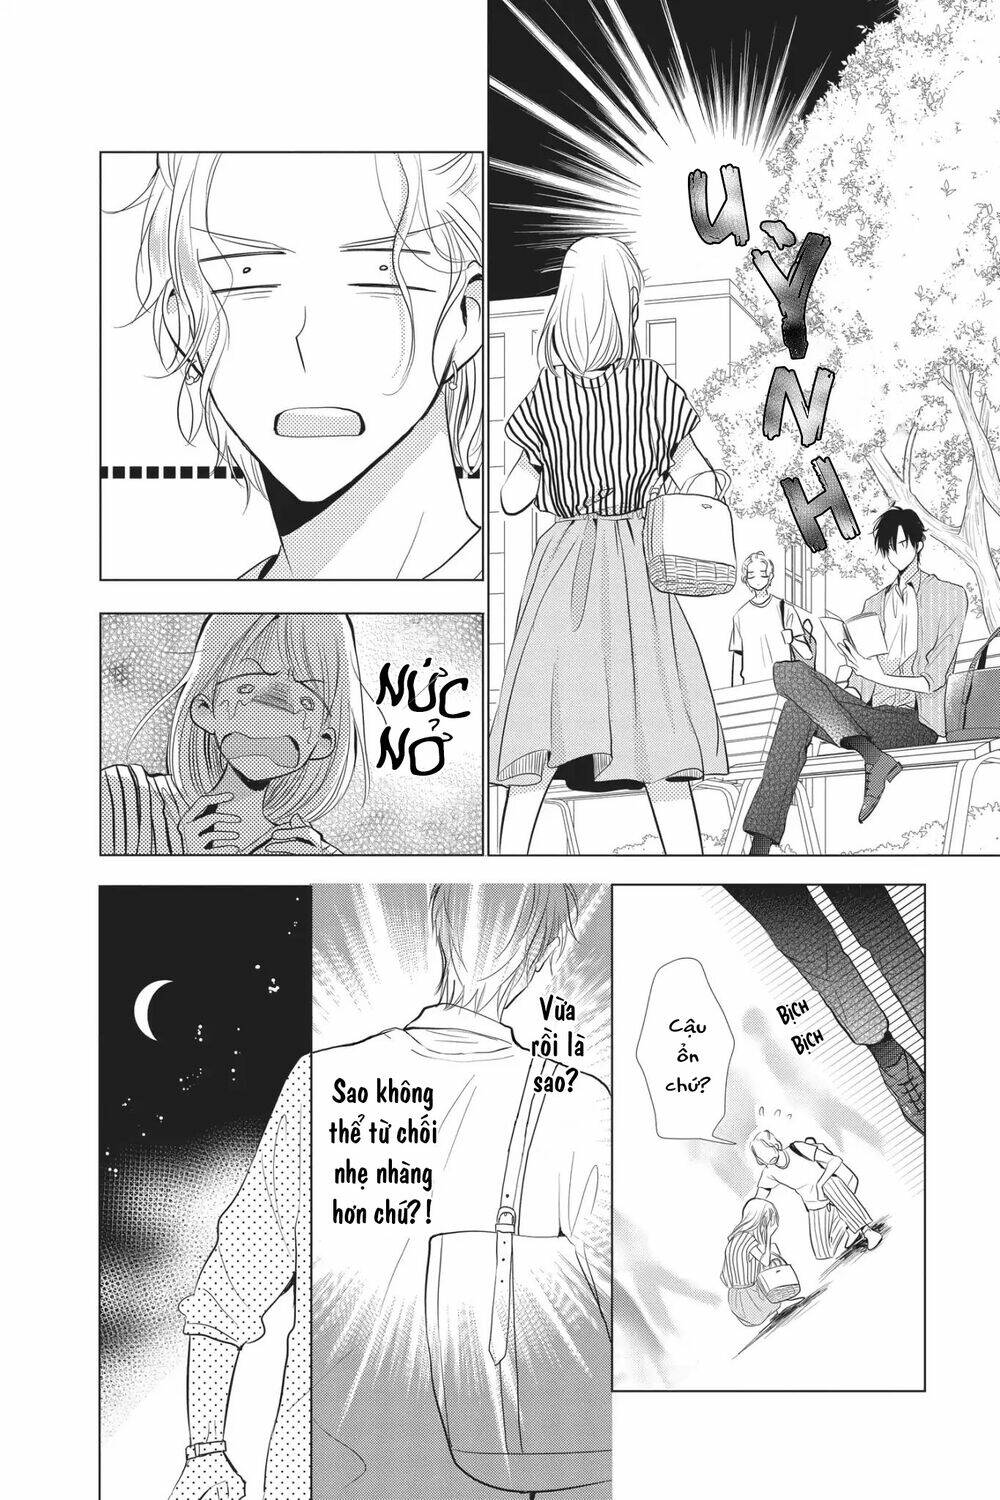 UỲNH
NỨC
NỞ
Cậu
ổn
chứ?
BỊCH
BỊCH
Vừa
rồi là
sao?
Sao không
thể từ chối
nhẹ nhàng
hơn chứ?!